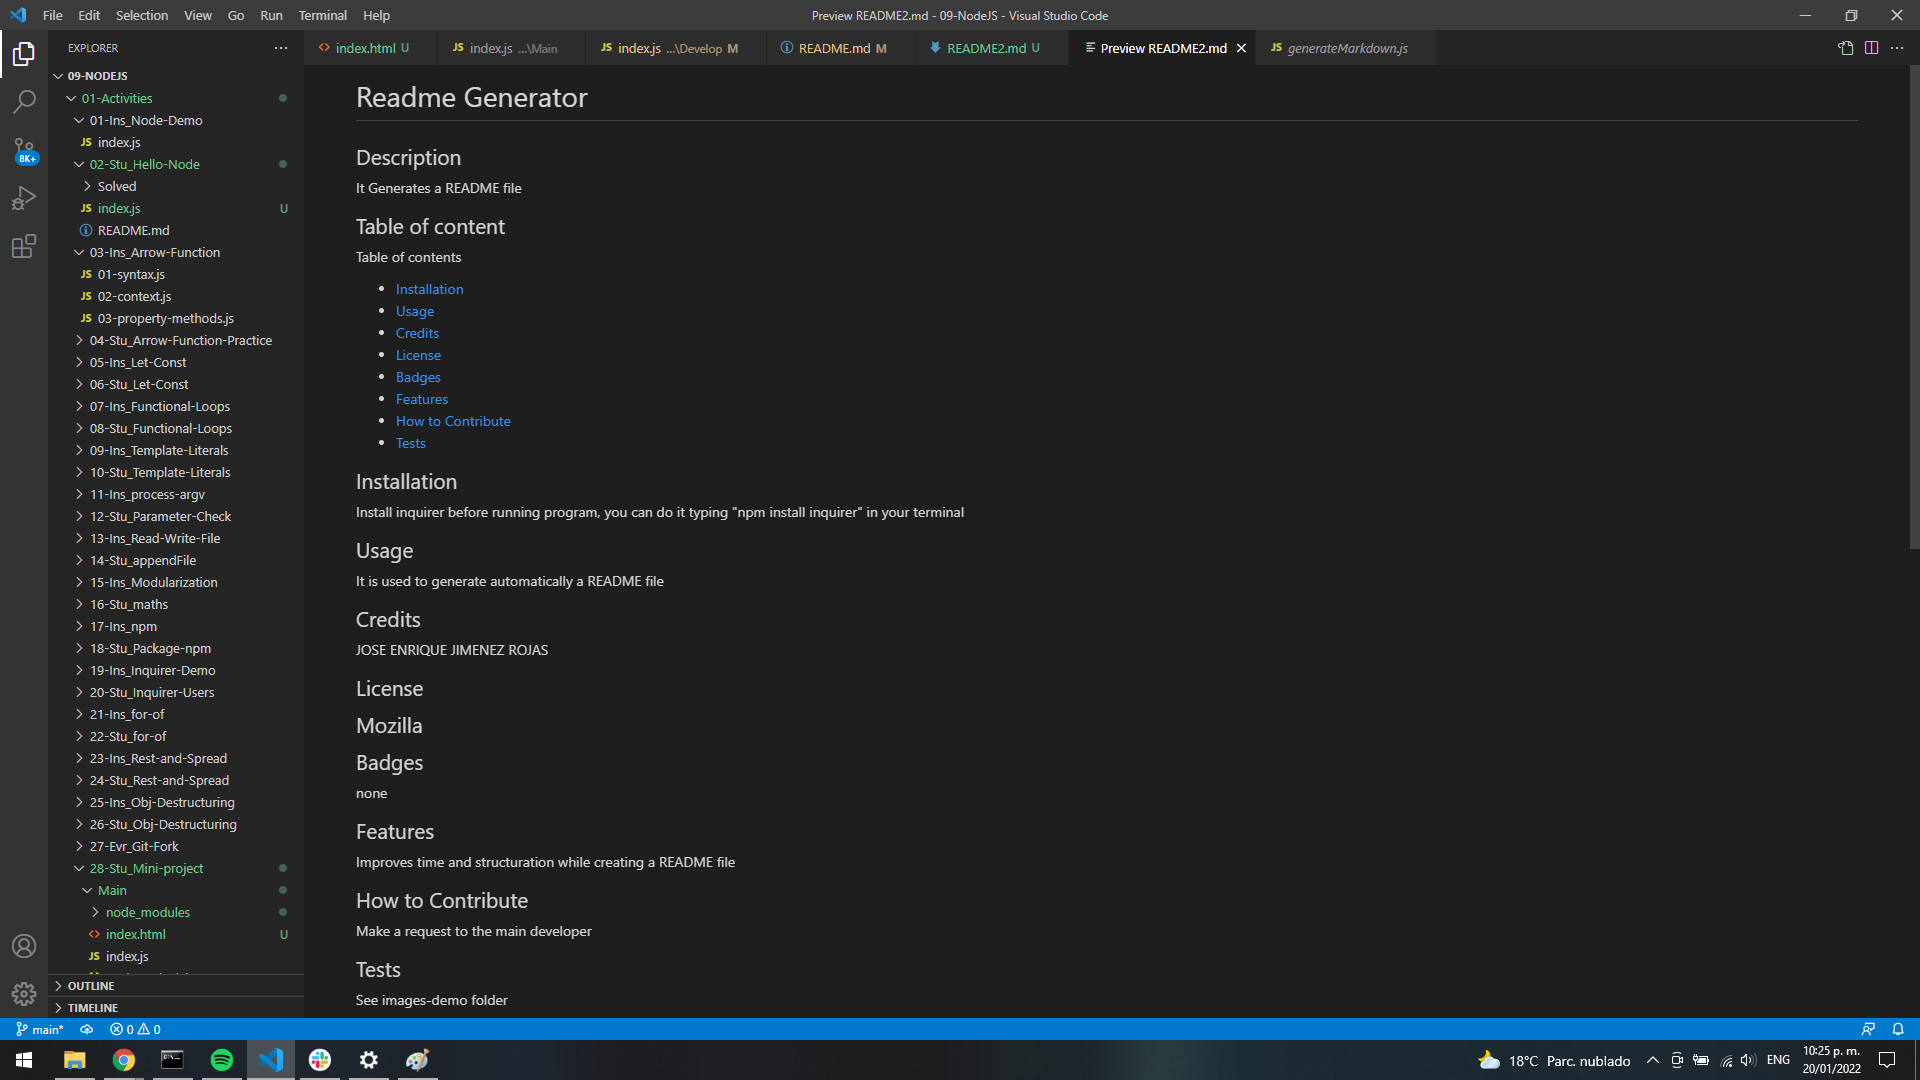 File Edit Selection View Go Run Terminal Help
Preview README2.md - 09-NodeJS - Visual Studio Code
EXPLORER
index.html U
JS index.js ...\Main
JS index.js ...\Develop M
README.md M
README2.md U
Preview README2.md
JS generateMarkdown.js
8K+
09-NODEJS
01-Activities
01-Ins_Node-Demo
JS index.js
02-Stu_Hello-Node
Solved
JS index.js U
README.md
03-Ins_Arrow-Function
JS 01-syntax.js
JS 02-context.js
JS 03-property-methods.js
04-Stu_Arrow-Function-Practice
05-Ins_Let-Const
06-Stu_Let-Const
07-Ins_Functional-Loops
08-Stu_Functional-Loops
09-Ins_Template-Literals
10-Stu_Template-Literals
11-Ins_process-argv
12-Stu_Parameter-Check
13-Ins_Read-Write-File
14-Stu_appendFile
15-Ins_Modularization
16-Stu_maths
17-Ins_npm
18-Stu_Package-npm
19-Ins_Inquirer-Demo
20-Stu_Inquirer-Users
21-Ins_for-of
22-Stu_for-of
23-Ins_Rest-and-Spread
24-Stu_Rest-and-Spread
25-Ins_Obj-Destructuring
26-Stu_Obj-Destructuring
27-Evr_Git-Fork
28-Stu_Mini-project
Main
node_modules
index.html U
JS index.js
OUTLINE
TIMELINE
Readme Generator
Description
It Generates a README file
Table of content
Table of contents
Installation
Usage
Credits
License
Badges
Features
How to Contribute
Tests
Installation
Install inquirer before running program, you can do it typing "npm install inquirer" in your terminal
Usage
It is used to generate automatically a README file
Credits
JOSE ENRIQUE JIMENEZ ROJAS
License
Mozilla
Badges
none
Features
Improves time and structuration while creating a README file
How to Contribute
Make a request to the main developer
Tests
See images-demo folder
main* 0 0
18°C Parc. nublado ENG
10:25 p. m.
20/01/2022